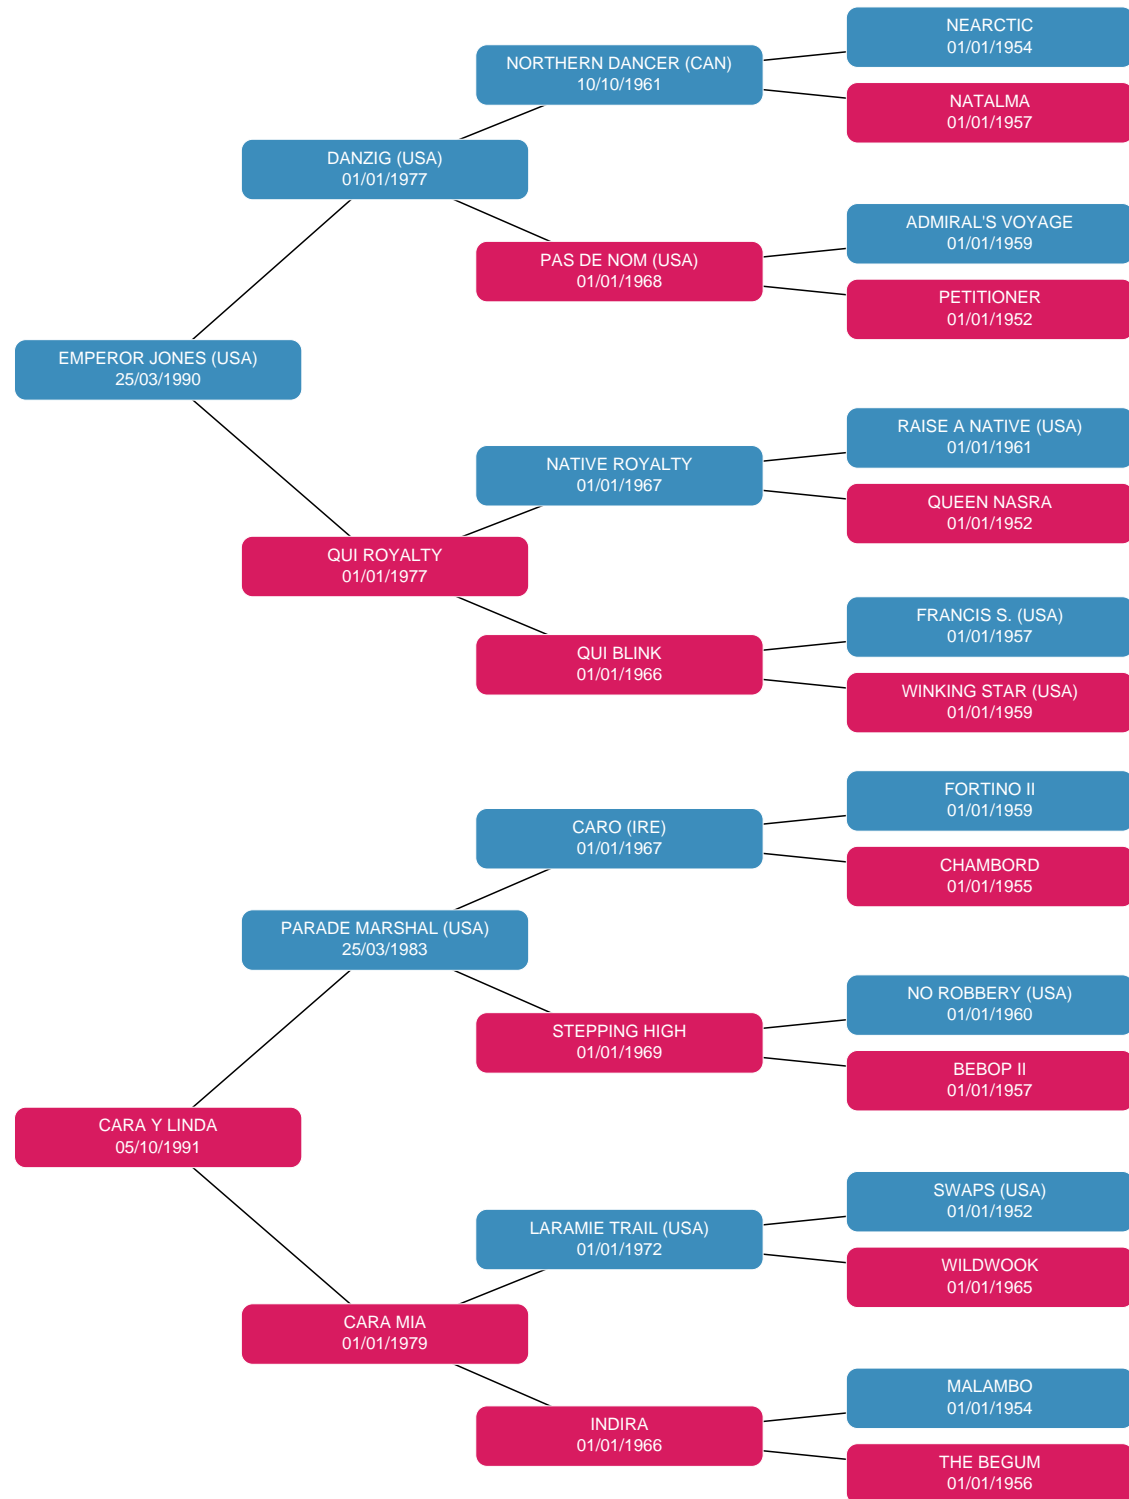 NEARCTIC
01/01/1954
NORTHERN DANCER (CAN)
10/10/1961
NATALMA
01/01/1957
DANZIG (USA)
01/01/1977
ADMIRAL'S VOYAGE
01/01/1959
PAS DE NOM (USA)
01/01/1968
PETITIONER
01/01/1952
EMPEROR JONES (USA)
25/03/1990
RAISE A NATIVE (USA)
01/01/1961
NATIVE ROYALTY
01/01/1967
QUEEN NASRA
01/01/1952
QUI ROYALTY
01/01/1977
FRANCIS S. (USA)
01/01/1957
QUI BLINK
01/01/1966
WINKING STAR (USA)
01/01/1959
FORTINO II
01/01/1959
CARO (IRE)
01/01/1967
CHAMBORD
01/01/1955
PARADE MARSHAL (USA)
25/03/1983
NO ROBBERY (USA)
01/01/1960
STEPPING HIGH
01/01/1969
BEBOP II
01/01/1957
CARA Y LINDA
05/10/1991
SWAPS (USA)
01/01/1952
LARAMIE TRAIL (USA)
01/01/1972
WILDWOOK
01/01/1965
CARA MIA
01/01/1979
MALAMBO
01/01/1954
INDIRA
01/01/1966
THE BEGUM
01/01/1956